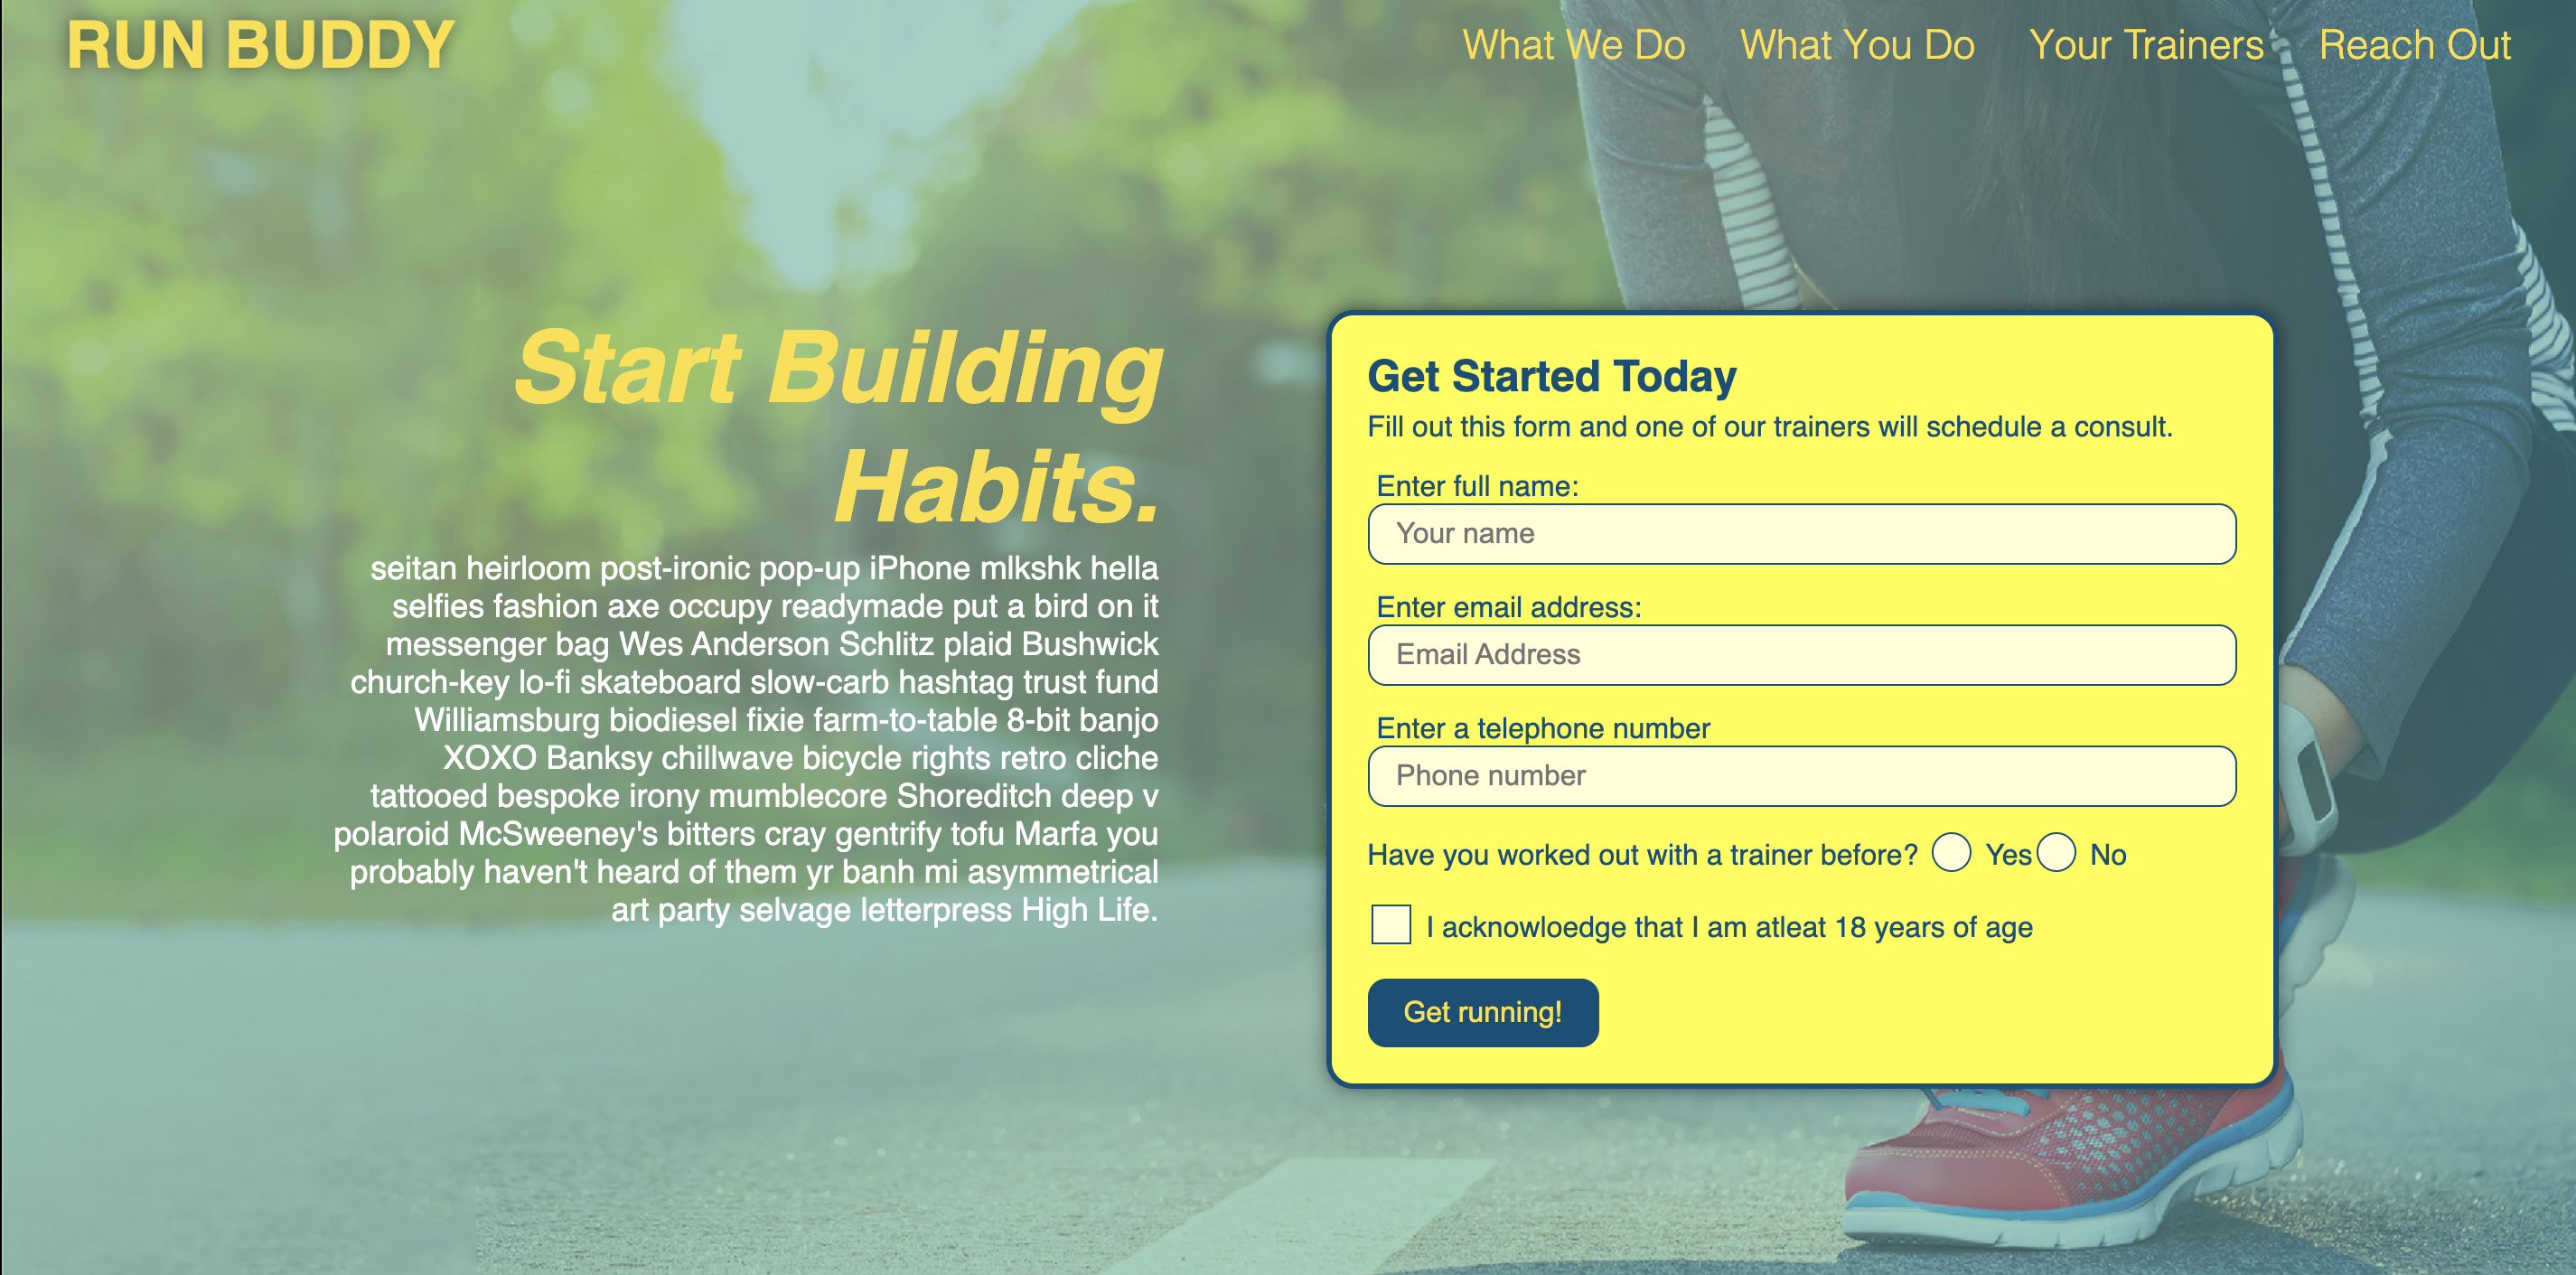 RUN BUDDY
What We Do What You Do Your Trainers Reach Out
Start Building
Habits.
seitan heirloom post-ironic pop-up iPhone mlkshk hella
selfies fashion axe occupy readymade put a bird on it
messenger bag Wes Anderson Schlitz plaid Bushwick
church-key lo-fi skateboard slow-carb hashtag trust fund
Williamsburg biodiesel fixie farm-to-table 8-bit banjo
XOXO Banksy chillwave bicycle rights retro cliche
tattooed bespoke irony mumblecore Shoreditch deep v
polaroid McSweeney's bitters cray gentrify tofu Marfa you
probably haven't heard of them yr banh mi asymmetrical
art party selvage letterpress High Life.
Get Started Today
Fill out this form and one of our trainers will schedule a consult.
Enter full name:
Your name
Enter email address:
Email Address
Enter a telephone number
Phone number
Have you worked out with a trainer before? Yes No
I acknowloedge that I am atleat 18 years of age
Get running!